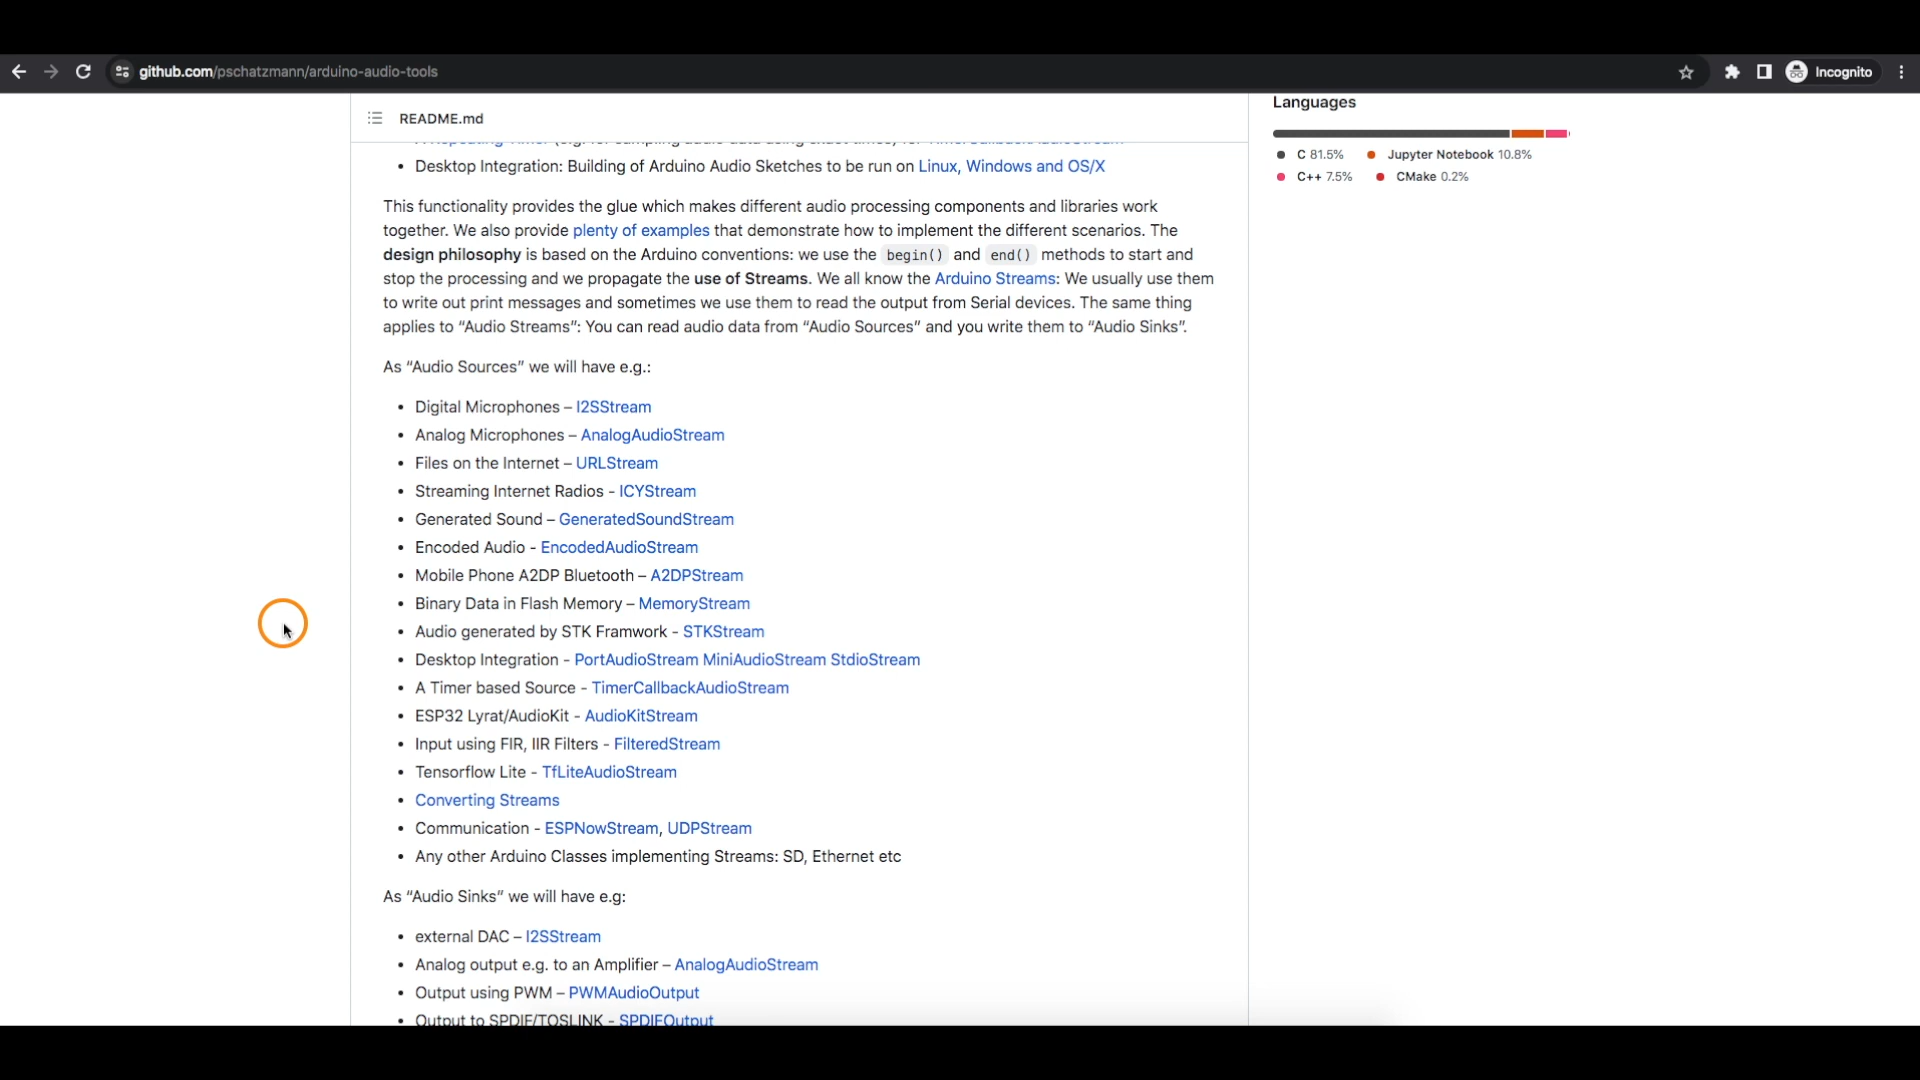 github.com/pschatzmann/arduino-audio-tools
Incognito
README.md
Languages
C 81.5% Jupyter Notebook 10.8%
C++ 7.5% CMake 0.2%
• Desktop Integration: Building of Arduino Audio Sketches to be run on Linux, Windows and OS/X
This functionality provides the glue which makes different audio processing components and libraries work
together. We also provide plenty of examples that demonstrate how to implement the different scenarios. The
design philosophy is based on the Arduino conventions: we use the begin() and end() methods to start and
stop the processing and we propagate the use of Streams. We all know the Arduino Streams: We usually use them
to write out print messages and sometimes we use them to read the output from Serial devices. The same thing
applies to “Audio Streams”: You can read audio data from “Audio Sources” and you write them to “Audio Sinks”.
As “Audio Sources” we will have e.g.:
• Digital Microphones – I2SStream
• Analog Microphones – AnalogAudioStream
• Files on the Internet – URLStream
• Streaming Internet Radios - ICYStream
• Generated Sound – GeneratedSoundStream
• Encoded Audio - EncodedAudioStream
• Mobile Phone A2DP Bluetooth – A2DPStream
• Binary Data in Flash Memory – MemoryStream
• Audio generated by STK Framwork - STKStream
• Desktop Integration - PortAudioStream MiniAudioStream StdioStream
• A Timer based Source - TimerCallbackAudioStream
• ESP32 Lyrat/AudioKit - AudioKitStream
• Input using FIR, IIR Filters - FilteredStream
• Tensorflow Lite - TfLiteAudioStream
• Converting Streams
• Communication - ESPNowStream, UDPStream
• Any other Arduino Classes implementing Streams: SD, Ethernet etc
As “Audio Sinks” we will have e.g:
• external DAC – I2SStream
• Analog output e.g. to an Amplifier – AnalogAudioStream
• Output using PWM – PWMAudioOutput
• Output to SPDIF/TOSLINK - SPDIFOutput